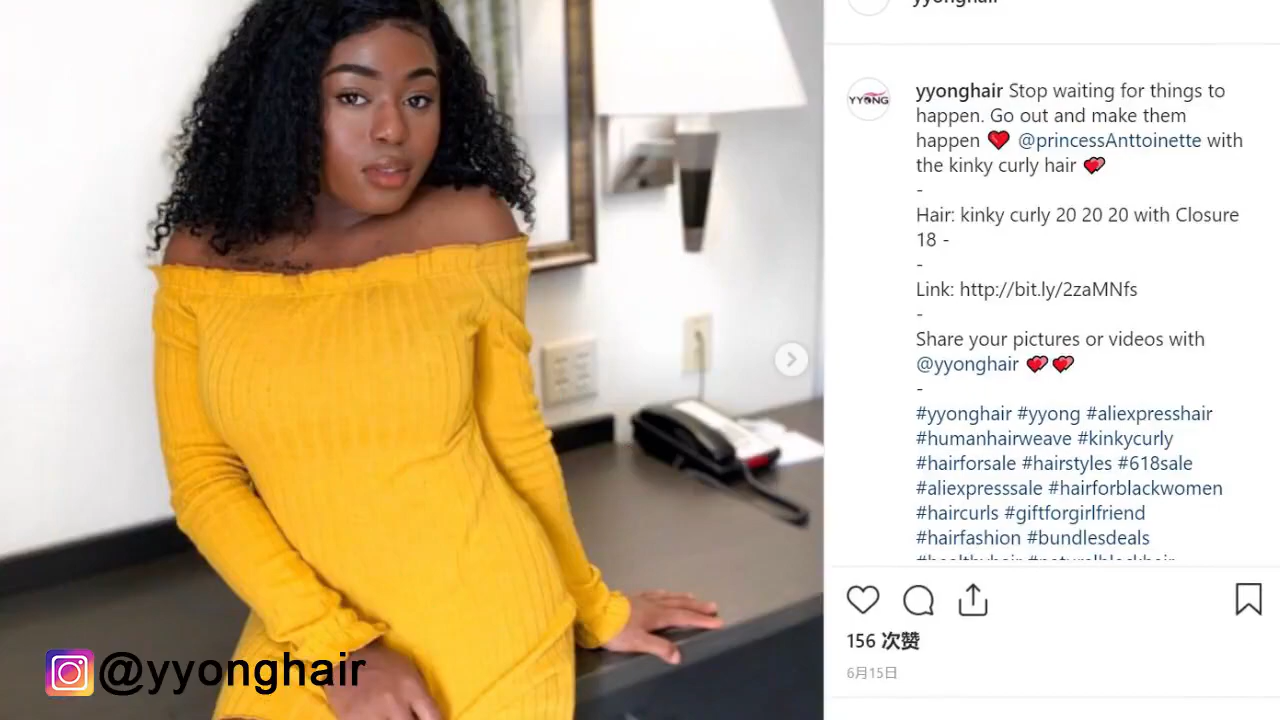 yyonghair
YYONG
yyonghair Stop waiting for things to
happen. Go out and make them
happen ❤️ @princessAnttoinette with
the kinky curly hair 💕
-
Hair: kinky curly 20 20 20 with Closure
18 -
-
Link: http://bit.ly/2zaMNfs
-
Share your pictures or videos with
@yyonghair 💕 💕
-
#yyonghair #yyong #aliexpresshair
#humanhairweave #kinkycurly
#hairforsale #hairstyles #618sale
#aliexpresssale #hairforblackwomen
#haircurls #giftforgirlfriend
#hairfashion #bundlesdeals
#healthyhair #naturalblackhair
156 次赞
6月15日
@yyonghair